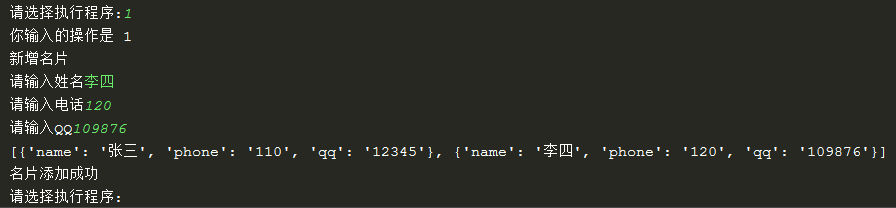 请选择执行程序:1
你输入的操作是 1
新增名片
请输入姓名李四
请输入电话120
请输入QQ109876
[{'name': '张三', 'phone': '110', 'qq': '12345'}, {'name': '李四', 'phone': '120', 'qq': '109876'}]
名片添加成功
请选择执行程序: